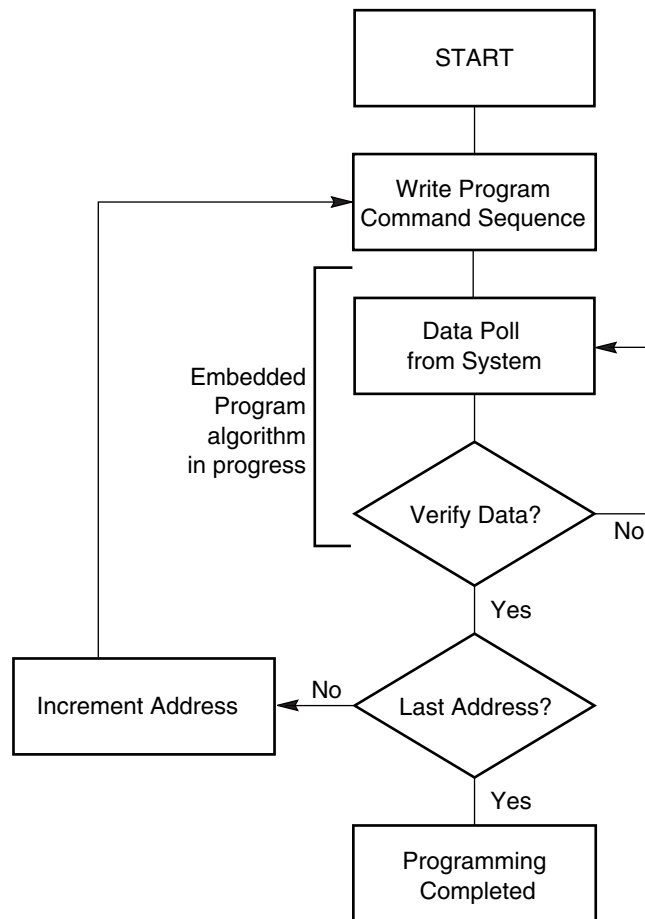 START
Write Program
Command Sequence
Data Poll
from System
Embedded
Program
algorithm
in progress
Verify Data?
No
Yes
No
Increment Address
Last Address?
Yes
Programming
Completed